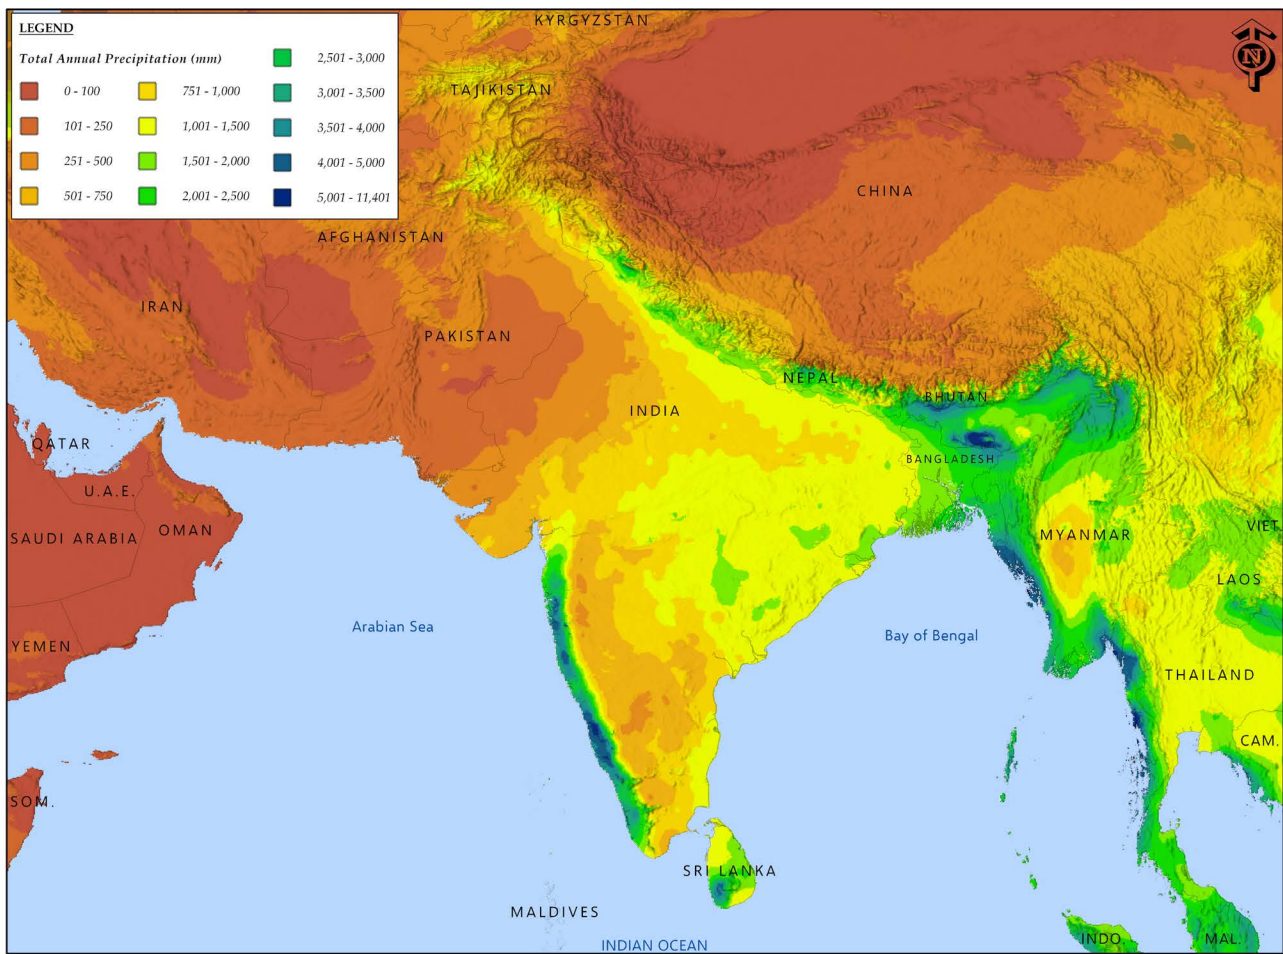 LEGEND
Total Annual Precipitation (mm)
0 - 100
101 - 250
251 - 500
501 - 750
751 - 1,000
1,001 - 1,500
1,501 - 2,000
2,001 - 2,500
2,501 - 3,000
3,001 - 3,500
3,501 - 4,000
4,001 - 5,000
5,001 - 11,401
N
KYRGYZSTAN
TAJIKISTAN
CHINA
AFGHANISTAN
IRAN
PAKISTAN
NEPAL
BHUTAN
INDIA
QATAR
BANGLADESH
U.A.E.
OMAN
SAUDI ARABIA
MYANMAR
VIET.
LAOS
Arabian Sea
Bay of Bengal
YEMEN
THAILAND
CAM.
SOM.
SRI LANKA
MALDIVES
INDO.
MAL.
INDIAN OCEAN